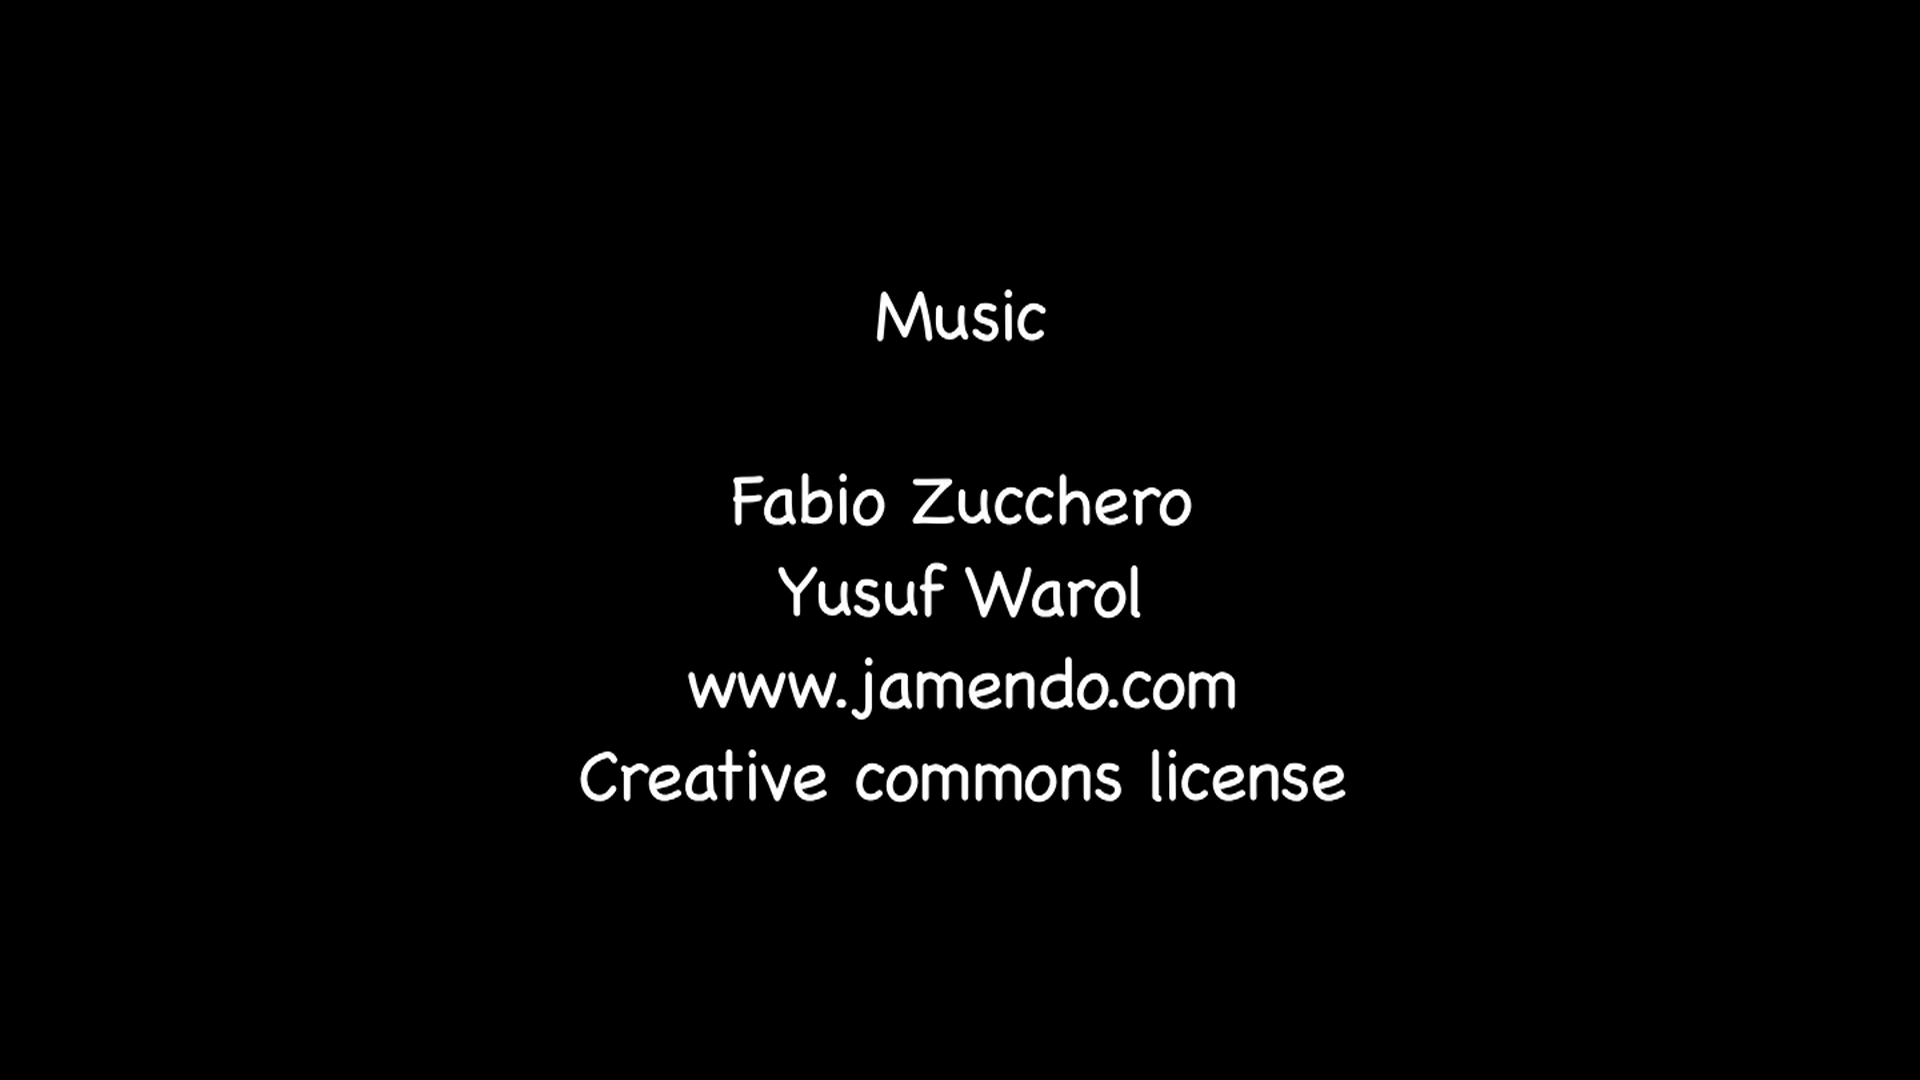 Music
Fabio Zucchero
Yusuf Warol
www.jamendo.com
Creative commons license